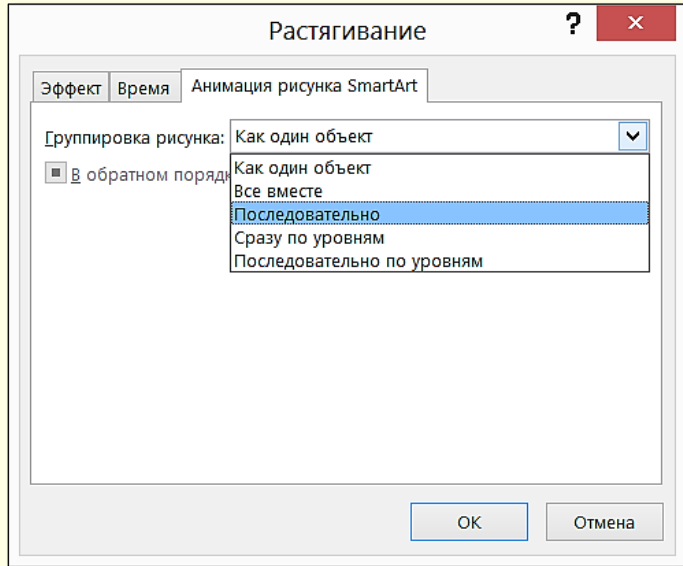 Растягивание ?
Эффект Время Анимация рисунка SmartArt
Группировка рисунка: Как один объект
В обратном
Как один объект
Все вместе
Последовательно
Сразу по уровням
Последовательно по уровням
ОК Отмена